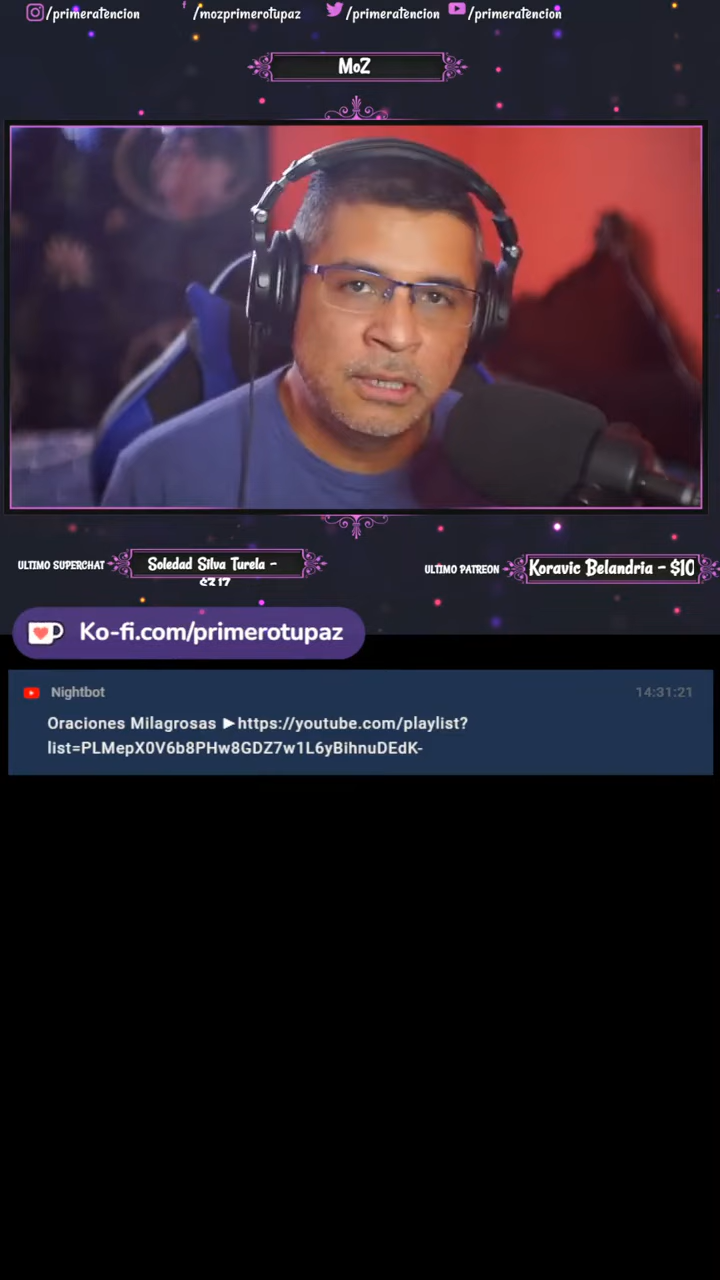 /primeratencion /mozprimerotupaz /primeratencion /primeratencion
MoZ
ULTIMO SUPERCHAT Soledad Silva Turela -
ULTIMO PATREON Koravic Belandria - $10
Ko-fi.com/primerotupaz
Nightbot 14:31:21
Oraciones Milagrosas ►https://youtube.com/playlist?
list=PLMepX0V6b8PHw8GDZ7w1L6yBihnuDEdK-